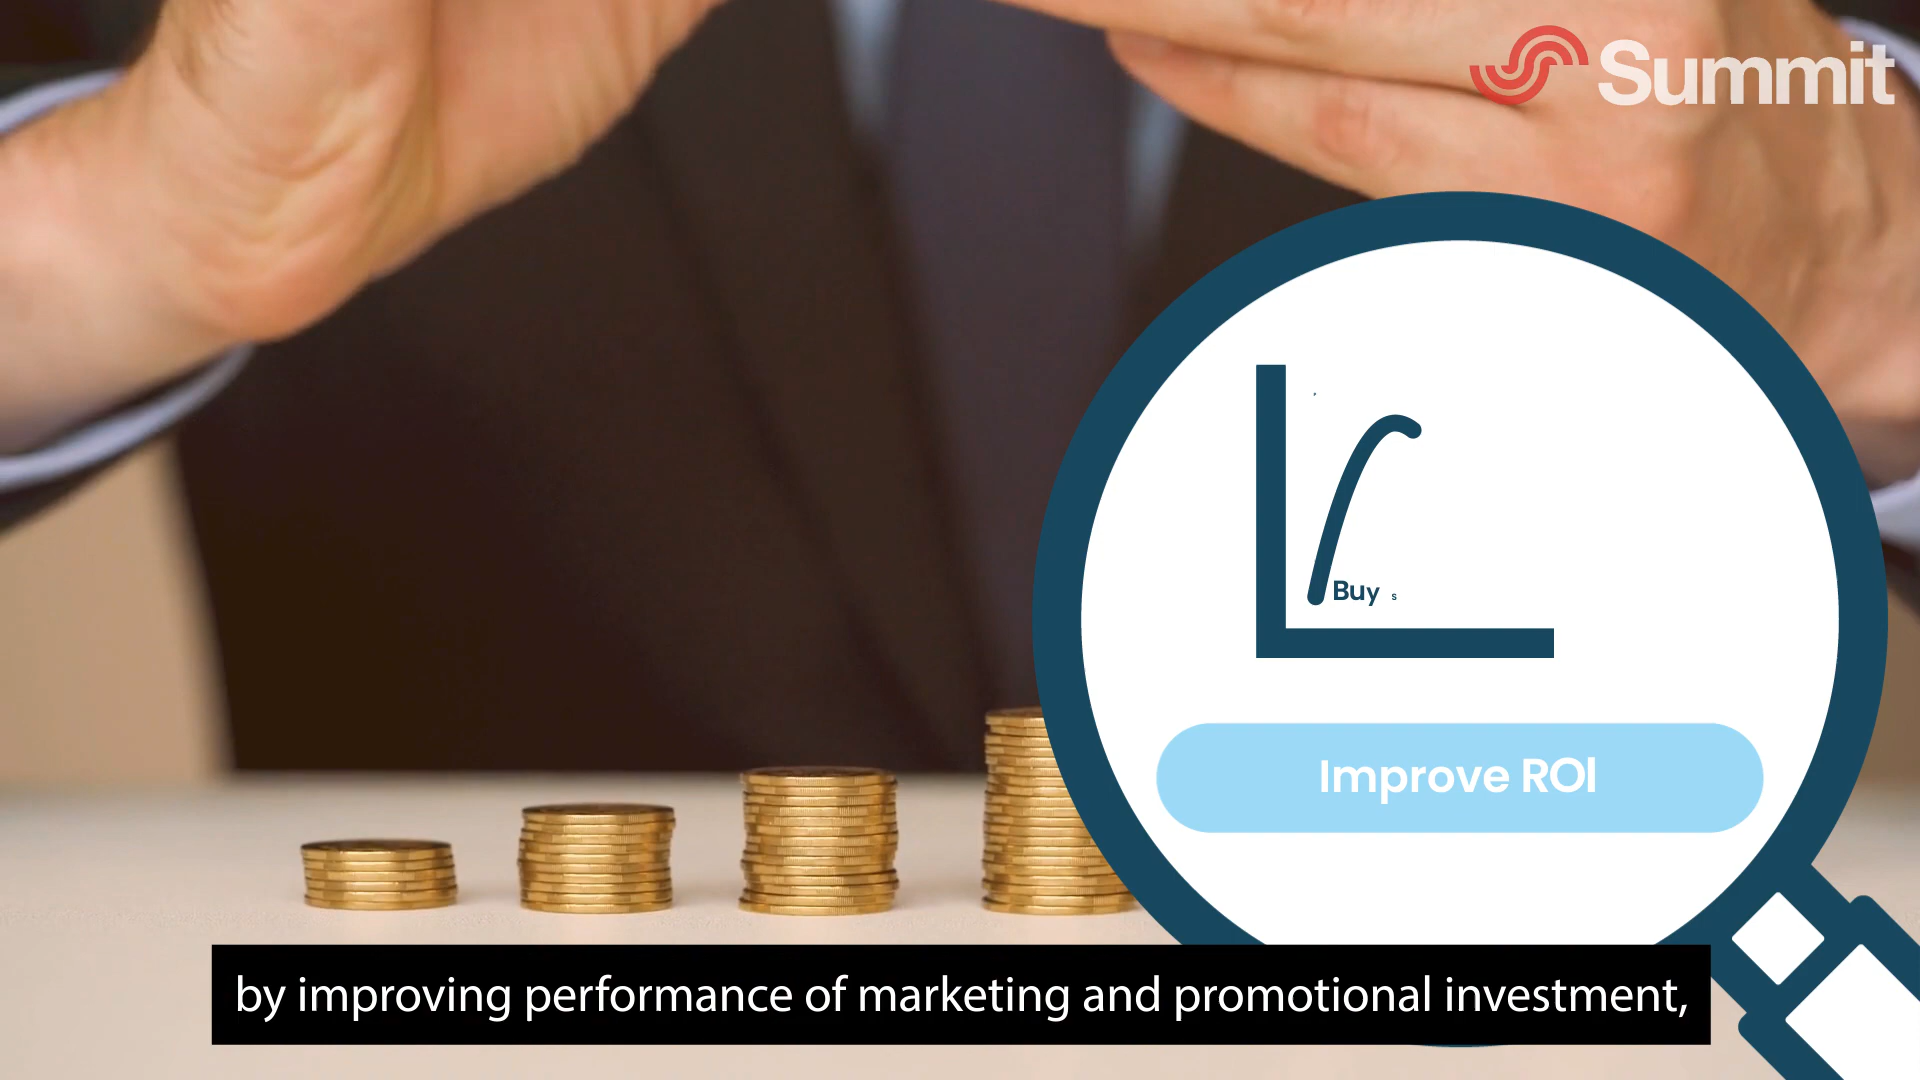 Summit
Buy s
Improve ROI
by improving performance of marketing and promotional investment,